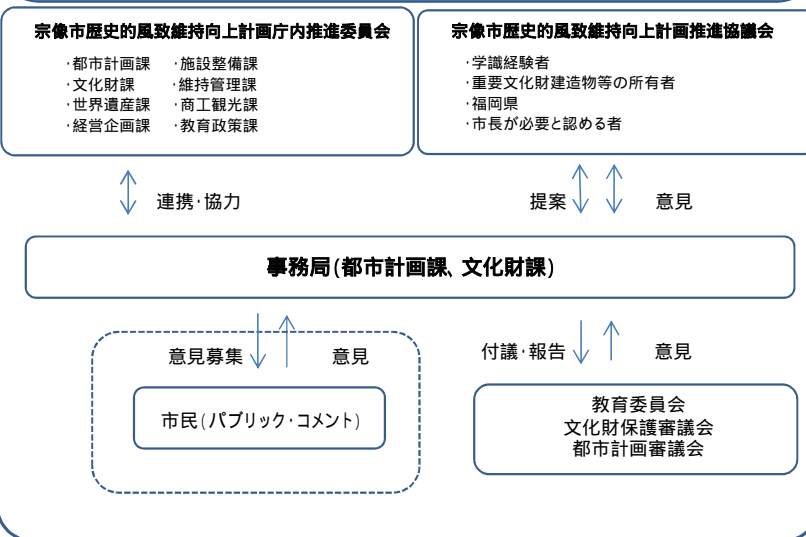 宗像市歴史的風致維持向上計画庁内推進委員会
･都市計画課 ･施設整備課
･文化財課 ･維持管理課
･世界遺産課 ･商工観光課
･経営企画課 ･教育政策課
宗像市歴史的風致維持向上計画推進協議会
･学識経験者
･重要文化財建造物等の所有者
･福岡県
･市長が必要と認める者
連携･協力
提案 意見
事務局(都市計画課、文化財課)
意見募集 意見
市民(パブリック･コメント)
付議･報告 意見
教育委員会
文化財保護審議会
都市計画審議会